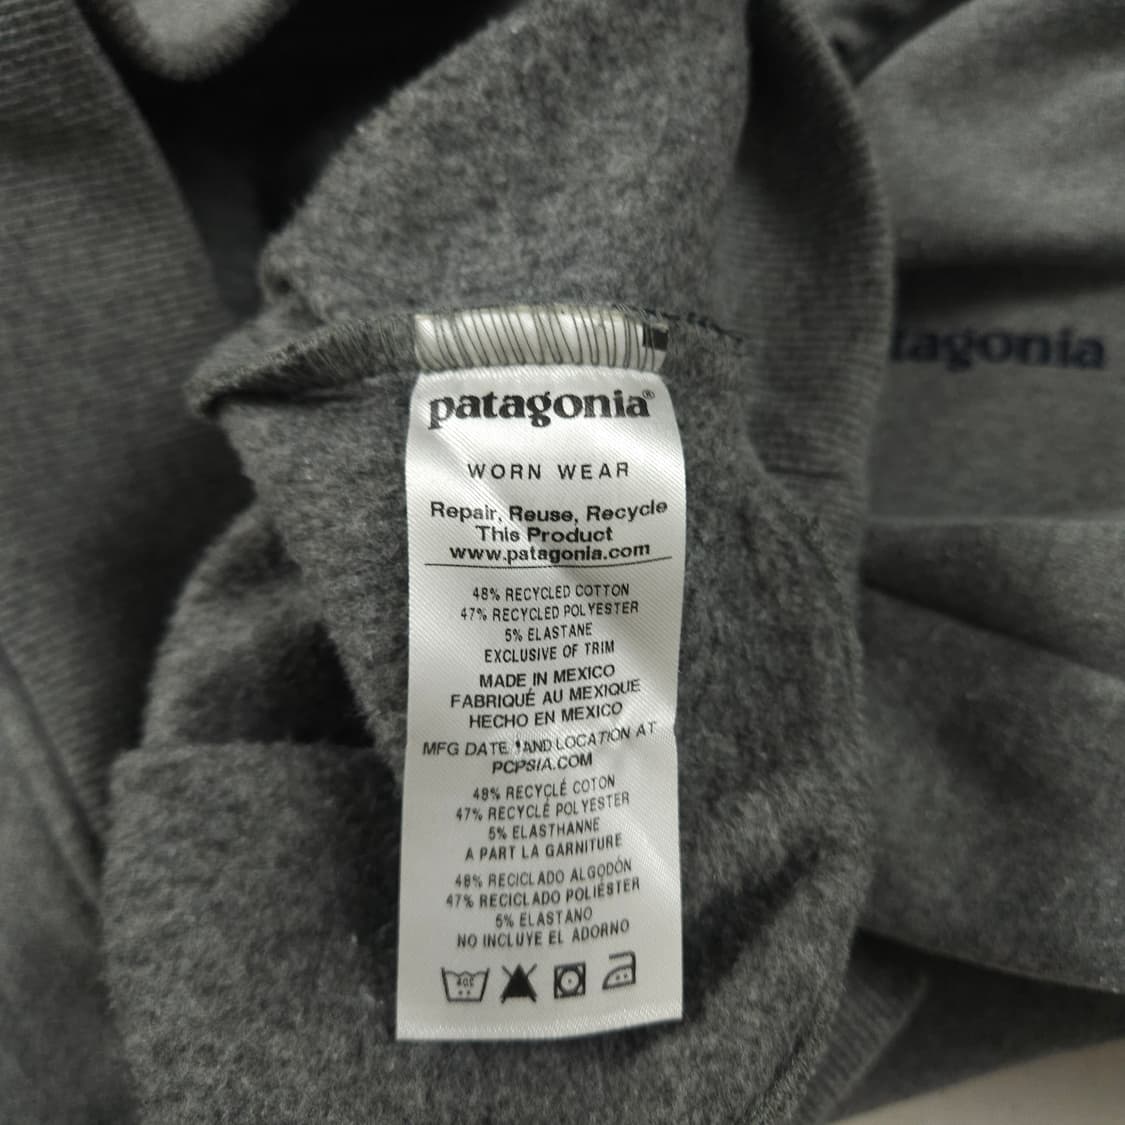 patagonia®
WORN WEAR
Repair, Reuse, Recycle
This Product
www.patagonia.com
48% RECYCLED COTTON
47% RECYCLED POLYESTER
5% ELASTANE
EXCLUSIVE OF TRIM
MADE IN MEXICO
FABRIQUÉ AU MEXIQUE
HECHO EN MEXICO
MFG DATE AND LOCATION AT
PCPSIA.COM
48% RECYCLÉ COTON
47% RECYCLÉ POLYESTER
5% ELASTHANNE
A PART LA GARNITURE
48% RECICLADO ALGODÓN
47% RECICLADO POLIÉSTER
5% ELASTANO
NO INCLUYE EL ADORNO
tagonia